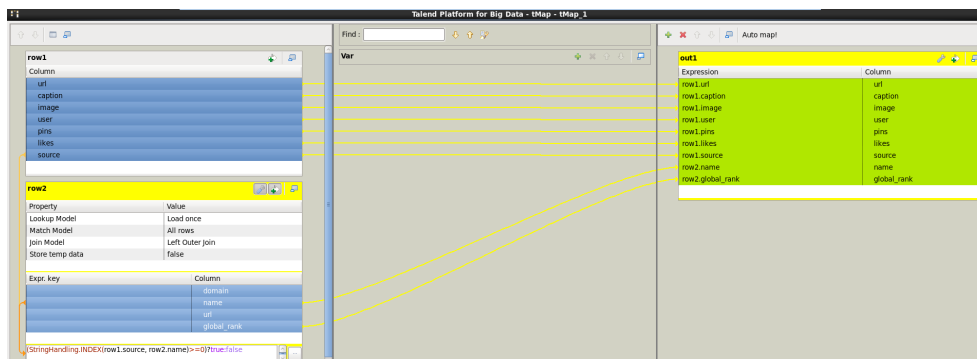 Talend Platform for Big Data - tMap - tMap_1
Find :
Auto map!
row1
Column
url
caption
image
user
pins
likes
source
row2
Property Value
Lookup Model Load once
Match Model All rows
Join Model Left Outer Join
Store temp data false
Expr. key Column
domain
name
url
global_rank
(StringHandling.INDEX(row1.source, row2.name)>=0)?true:false
Var
out1
Expression Column
row1.url url
row1.caption caption
row1.image image
row1.user user
row1.pins pins
row1.likes likes
row1.source source
row2.name name
row2.global_rank global_rank